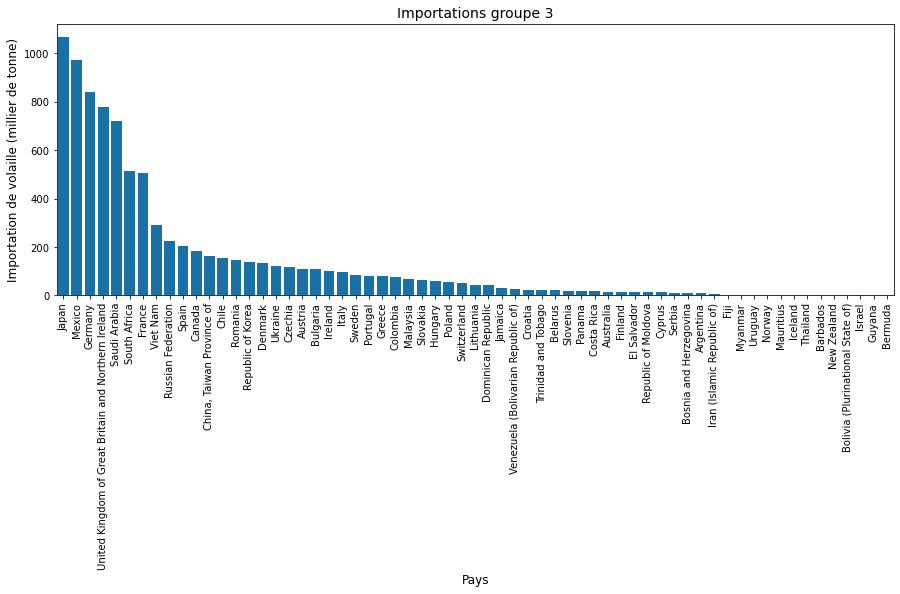 Importations groupe 3
Importation de volaille (millier de tonne)
1000
800
600
400
200
0
Japan
Mexico
Germany
United Kingdom of Great Britain and Northern Ireland
Saudi Arabia
South Africa
France
Viet Nam
Russian Federation
Spain
Canada
China, Taiwan Province of
Chile
Romania
Republic of Korea
Denmark
Ukraine
Czechia
Austria
Bulgaria
Ireland
Italy
Sweden
Portugal
Greece
Colombia
Malaysia
Slovakia
Hungary
Poland
Switzerland
Lithuania
Dominican Republic
Jamaica
Venezuela (Bolivarian Republic of)
Croatia
Trinidad and Tobago
Belarus
Slovenia
Panama
Costa Rica
Australia
Finland
El Salvador
Republic of Moldova
Cyprus
Serbia
Bosnia and Herzegovina
Argentina
Iran (Islamic Republic of)
Fiji
Myanmar
Uruguay
Norway
Mauritius
Iceland
Thailand
Barbados
New Zealand
Bolivia (Plurinational State of)
Israel
Guyana
Bermuda
Pays